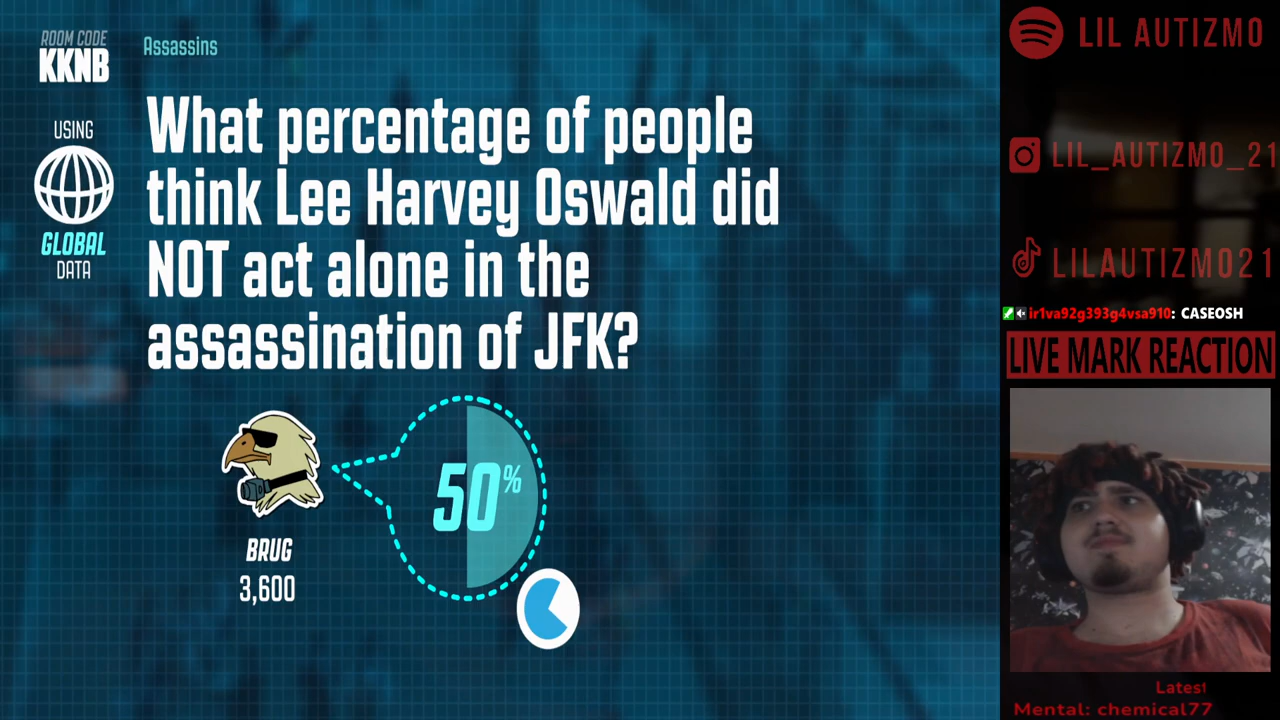 ROOM CODE
KKNB
Assassins
USING
GLOBAL
DATA
What percentage of people
think Lee Harvey Oswald did
NOT act alone in the
assassination of JFK?
50%
BRUG
3,600
LIL AUTIZMO
LIL_AUTIZMO_21
LILAUTIZMO21
ir1va92g393g4vsa910: CASEOSH
LIVE MARK REACTION
Latest
Mental: chemical77